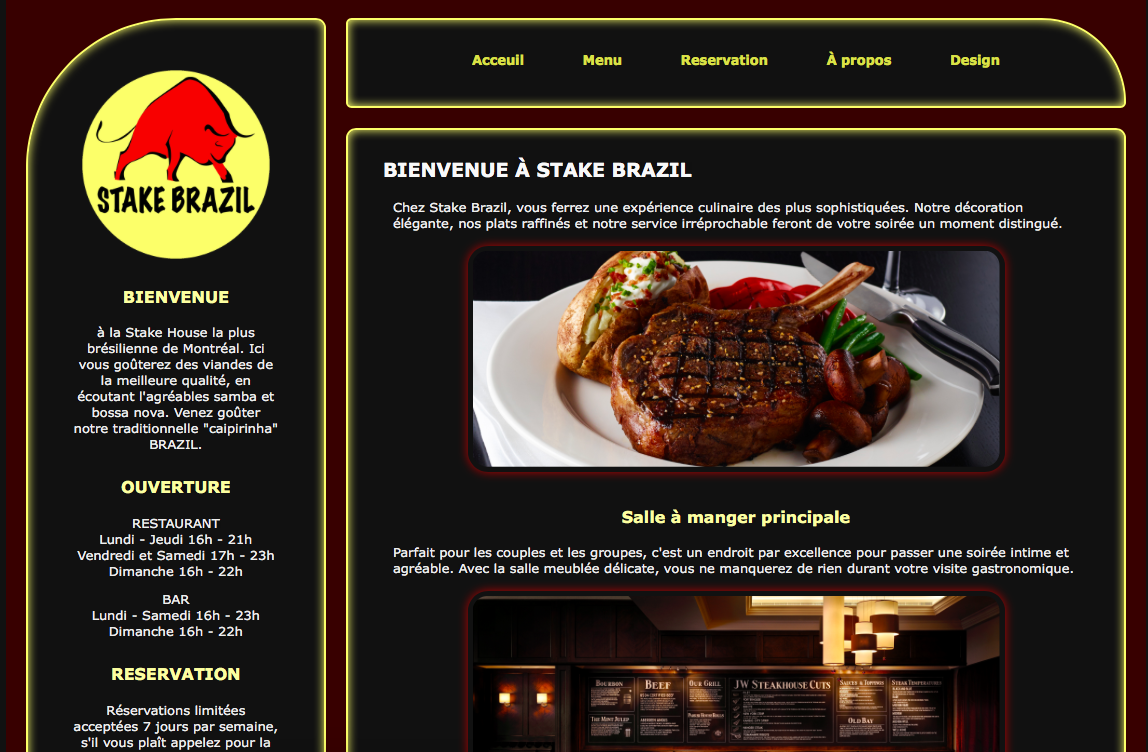 STAKE BRAZIL
BIENVENUE
à la Stake House la plus
brésilienne de Montréal. Ici
vous goûterez des viandes de
la meilleure qualité, en
écoutant l'agréables samba et
bossa nova. Venez goûter
notre traditionnelle "caipirinha"
BRAZIL.
OUVERTURE
RESTAURANT
Lundi - Jeudi 16h - 21h
Vendredi et Samedi 17h - 23h
Dimanche 16h - 22h
BAR
Lundi - Samedi 16h - 23h
Dimanche 16h - 22h
RESERVATION
Réservations limitées
acceptées 7 jours par semaine,
s'il vous plaît appelez pour la
Acceuil Menu Reservation À propos Design
BIENVENUE À STAKE BRAZIL
Chez Stake Brazil, vous ferrez une expérience culinaire des plus sophistiquées. Notre décoration
élégante, nos plats raffinés et notre service irréprochable feront de votre soirée un moment distingué.
Salle à manger principale
Parfait pour les couples et les groupes, c'est un endroit par excellence pour passer une soirée intime et
agréable. Avec la salle meublée délicate, vous ne manquerez de rien durant votre visite gastronomique.
Bourbon
Beef
Our Grill
JW Steakhouse Cuts
Sauces & Toppings
Steak Temperatures
The Mint Julep
Old Bay